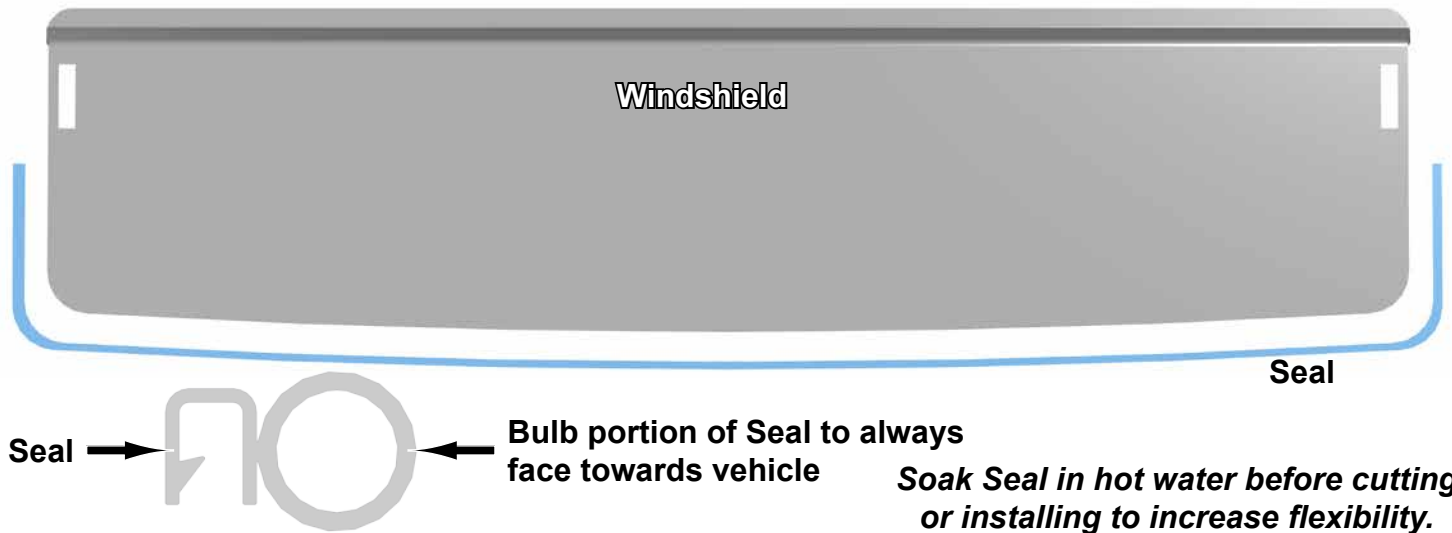 Windshield
Seal
Seal
Bulb portion of Seal to always
face towards vehicle
Soak Seal in hot water before cutting
or installing to increase flexibility.